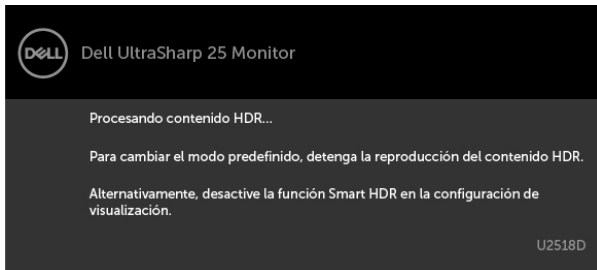 DELL Dell UltraSharp 25 Monitor
Procesando contenido HDR...
Para cambiar el modo predefinido, detenga la reproducción del contenido HDR.
Alternativamente, desactive la función Smart HDR en la configuración de
visualización.
U2518D